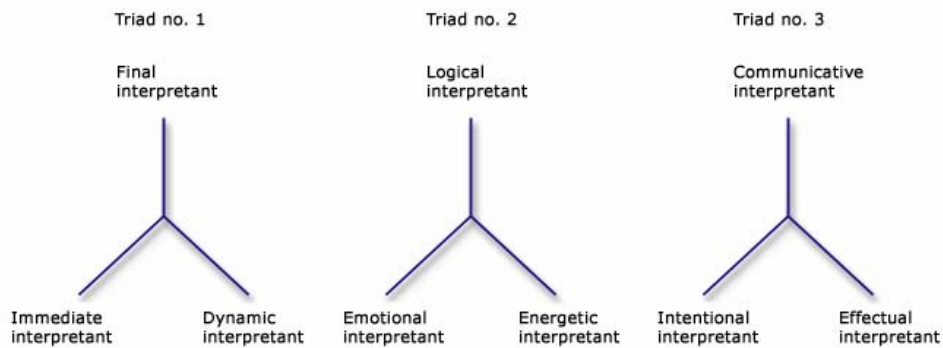 Triad no. 1
Triad no. 2
Triad no. 3
Final
interpretant
Logical
interpretant
Communicative
interpretant
Immediate
interpretant
Dynamic
interpretant
Emotional
interpretant
Energetic
interpretant
Intentional
interpretant
Effectual
interpretant